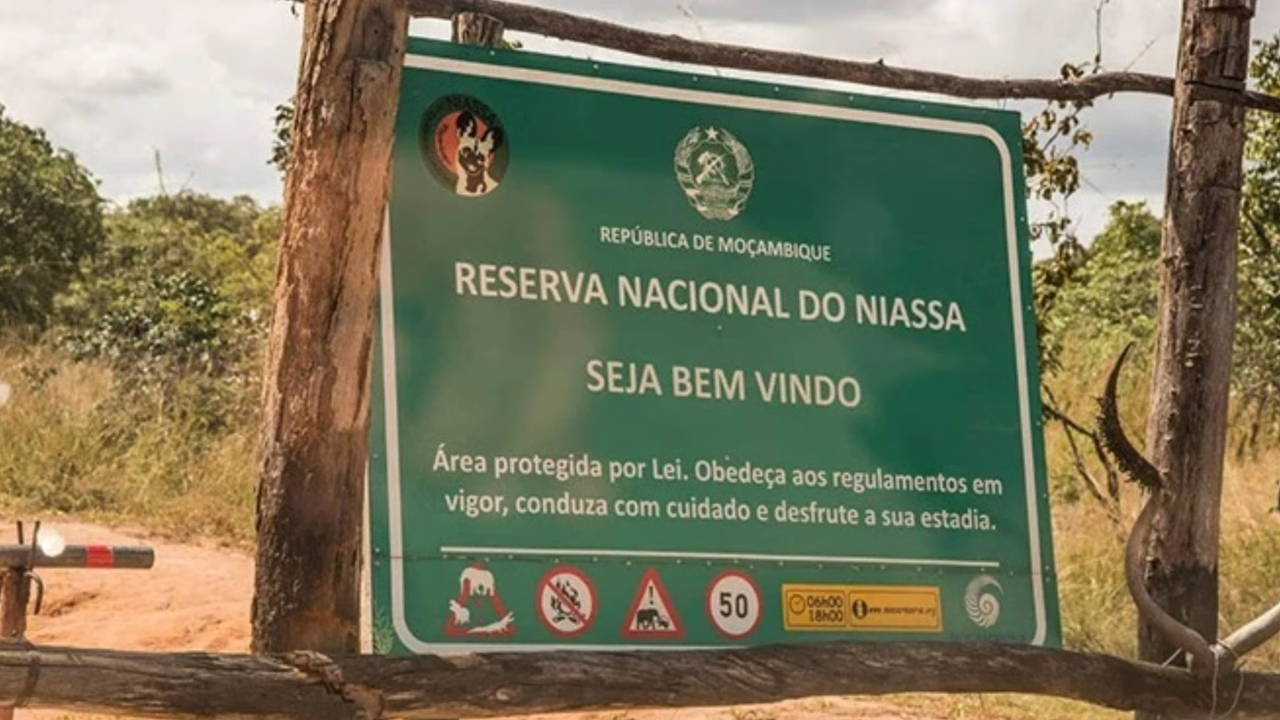 REPÚBLICA DE MOÇAMBIQUE
RESERVA NACIONAL DO NIASSA
SEJA BEM VINDO
Área protegida por Lei. Obedeça aos regulamentos em
vigor, conduza com cuidado e desfrute a sua estadia.
50
06h00
18h00